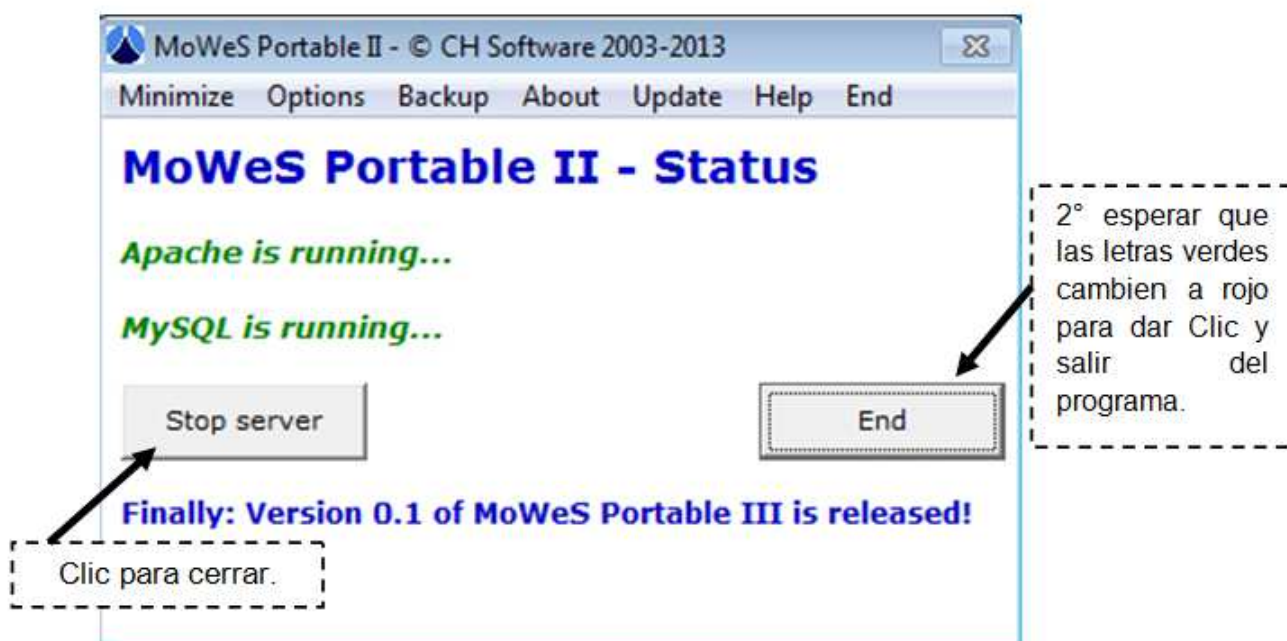 MoWeS Portable II - © CH Software 2003-2013
Minimize Options Backup About Update Help End
MoWeS Portable II - Status
Apache is running...
MySQL is running...
Stop server
End
2° esperar que
las letras verdes
cambien a rojo
para dar Clic y
salir del
programa.
Finally: Version 0.1 of MoWeS Portable III is released!
Clic para cerrar.